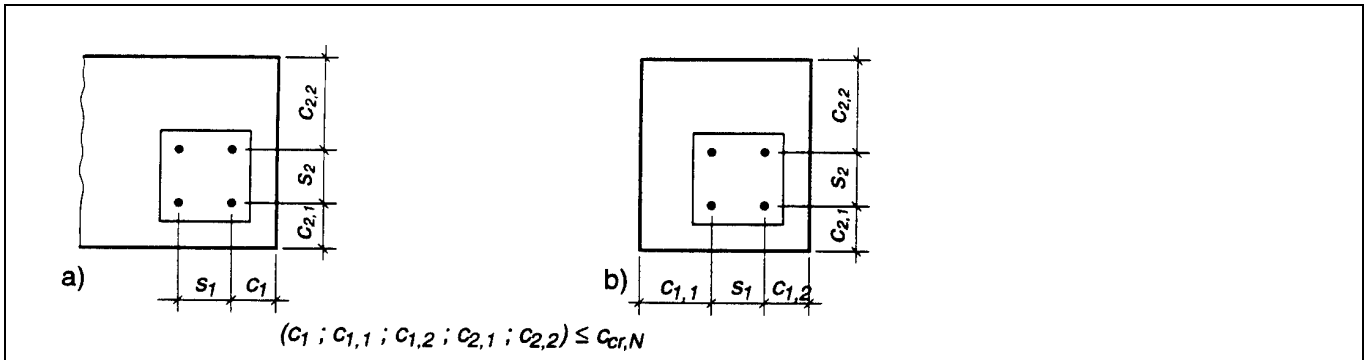 c2,2
s2
c2,1
a)
s1
c1
c2,2
s2
c2,1
b)
c1,1
s1
c1,2
(c1 ; c1,1 ; c1,2 ; c2,1 ; c2,2) ≤ ccr,N